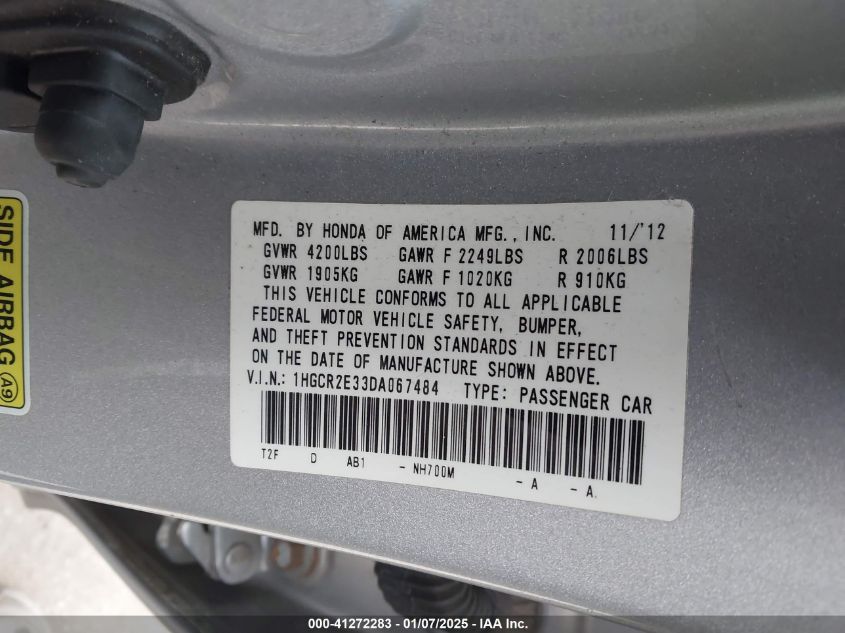 MFD. BY HONDA OF AMERICA MFG., INC. 11/'12
GVWR 4200LBS GAWR F 2249LBS R 2006LBS
GVWR 1905KG GAWR F 1020KG R 910KG
THIS VEHICLE CONFORMS TO ALL APPLICABLE
FEDERAL MOTOR VEHICLE SAFETY, BUMPER,
AND THEFT PREVENTION STANDARDS IN EFFECT
ON THE DATE OF MANUFACTURE SHOWN ABOVE.
V.I.N.: 1HGCR2E33DA067484 TYPE: PASSENGER CAR
T2F D AB1 - NH700M - A - A.
SIDE AIRBAG A9
000-41272283 - 01/07/2025 - IAA Inc.